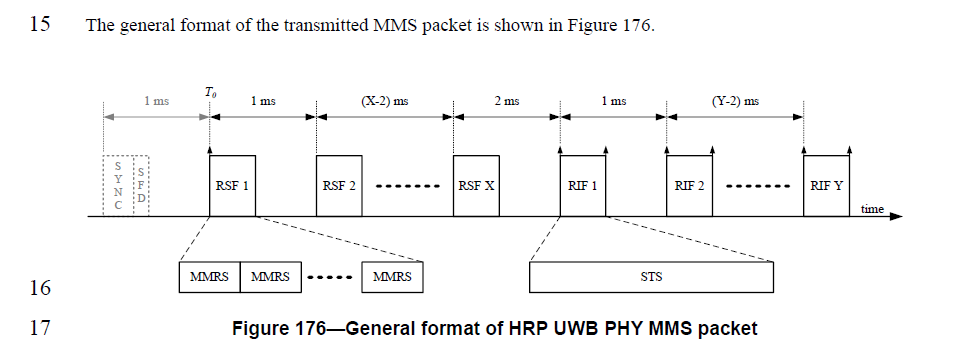 15 The general format of the transmitted MMS packet is shown in Figure 176.
1 ms T0 1 ms (X-2) ms 2 ms 1 ms (Y-2) ms
SYNC SFD RSF 1 RSF 2 RSF X RIF 1 RIF 2 RIF Y
time
MMRS MMRS MMRS STS
16
17 Figure 176—General format of HRP UWB PHY MMS packet